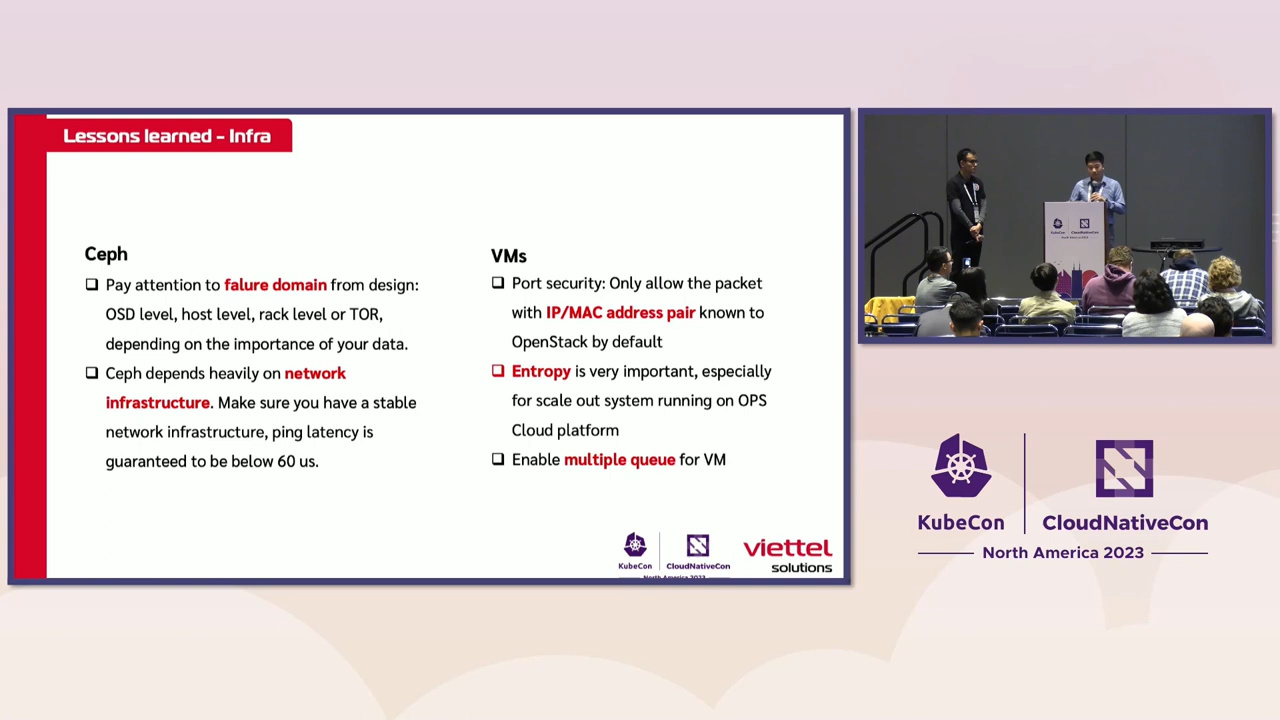 Lessons learned - Infra
Ceph
❑ Pay attention to falure domain from design:
OSD level, host level, rack level or TOR,
depending on the importance of your data.
❑ Ceph depends heavily on network
infrastructure. Make sure you have a stable
network infrastructure, ping latency is
guaranteed to be below 60 us.
VMs
❑ Port security: Only allow the packet
with IP/MAC address pair known to
OpenStack by default
❑ Entropy is very important, especially
for scale out system running on OPS
Cloud platform
❑ Enable multiple queue for VM
KubeCon
CloudNativeCon
North America 2023
viettel
solutions
KubeCon
CloudNativeCon
North America 2023